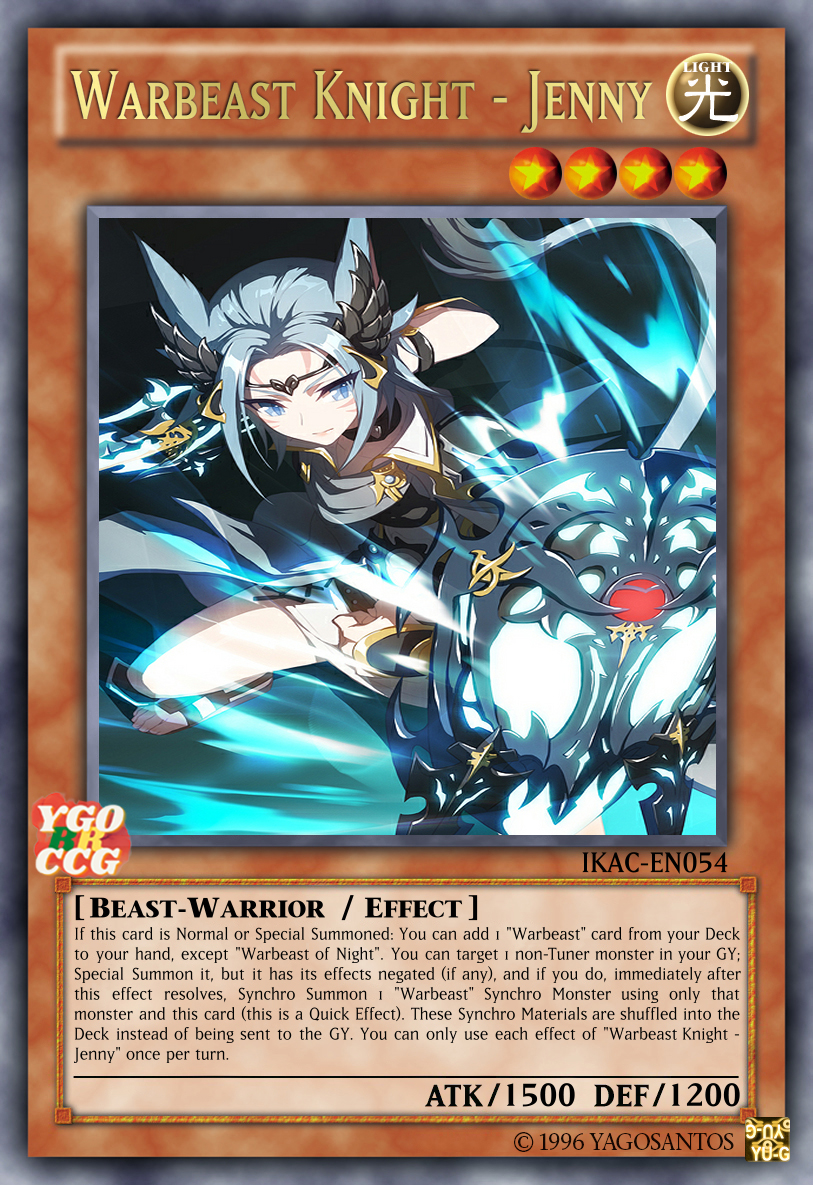 Warbeast Knight - Jenny
LIGHT
光
YGO
BR
CCG
IKAC-EN054
[ Beast-Warrior / Effect ]
If this card is Normal or Special Summoned: You can add 1 "Warbeast" card from your Deck
to your hand, except "Warbeast of Night". You can target 1 non-Tuner monster in your GY;
Special Summon it, but it has its effects negated (if any), and if you do, immediately after
this effect resolves, Synchro Summon 1 "Warbeast" Synchro Monster using only that
monster and this card (this is a Quick Effect). These Synchro Materials are shuffled into the
Deck instead of being sent to the GY. You can only use each effect of "Warbeast Knight -
Jenny" once per turn.
ATK/1500 DEF/1200
© 1996 YAGOSANTOS